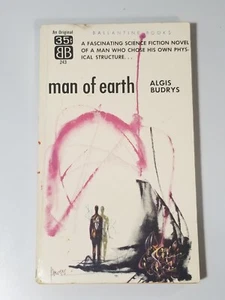 An Original
35¢
BB
243
BALLANTINE BOOKS
A FASCINATING SCIENCE FICTION NOVEL
OF A MAN WHO CHOSE HIS OWN PHYS-
ICAL STRUCTURE...
man of earth
ALGIS
BUDRYS